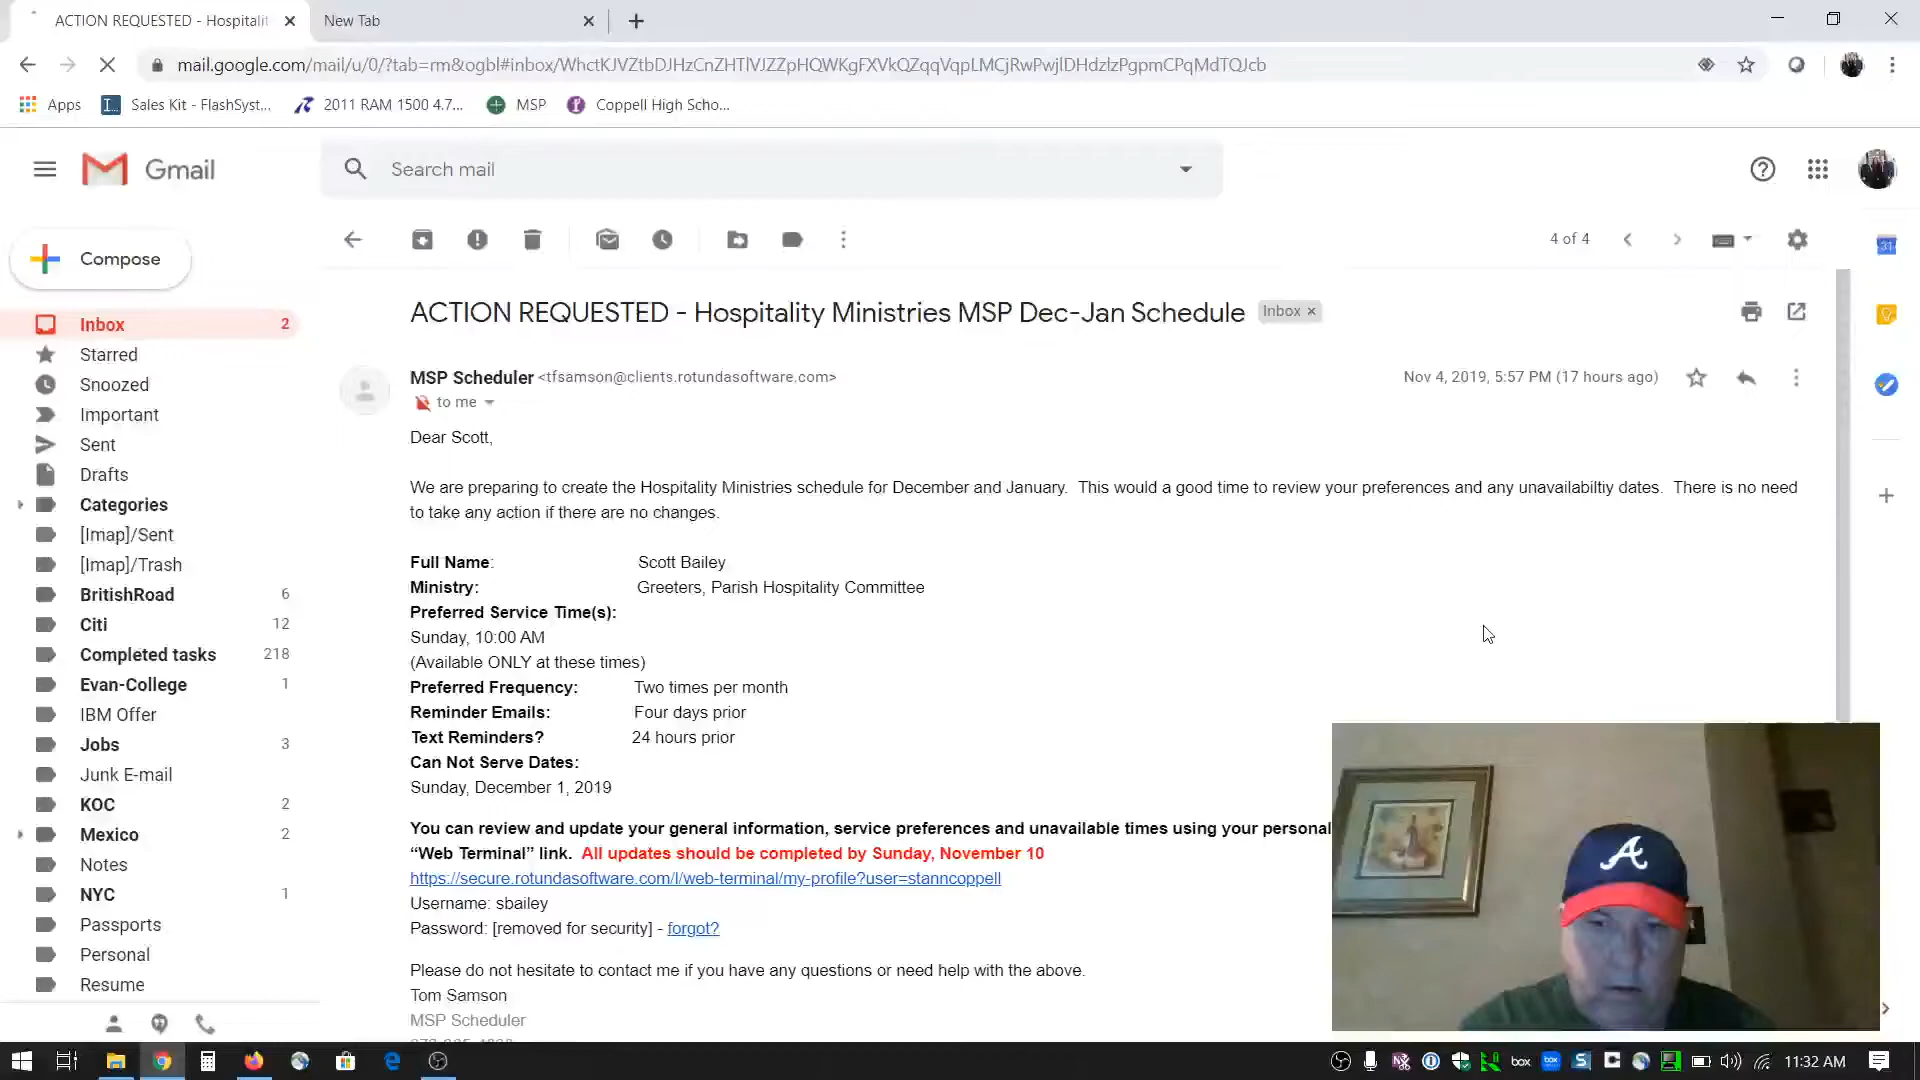 ACTION REQUESTED - Hospitalit
New Tab
mail.google.com/mail/u/0/?tab=rm&ogbl#inbox/WhctKJVZtbDJHzCnZHTlVJZZpHQWKgFXVkQZqqVqpLMCjRwPwjlDHdzlzPgpmCPqMdTQJcb
Apps
Sales Kit - FlashSyst...
2011 RAM 1500 4.7...
MSP
Coppell High Scho...
Gmail
Search mail
Compose
4 of 4
Inbox 2
Starred
Snoozed
Important
Sent
Drafts
Categories
[Imap]/Sent
[Imap]/Trash
BritishRoad 6
Citi 12
Completed tasks 218
Evan-College 1
IBM Offer
Jobs 3
Junk E-mail
KOC 2
Mexico 2
Notes
NYC 1
Passports
Personal
Resume
ACTION REQUESTED - Hospitality Ministries MSP Dec-Jan Schedule Inbox ×
MSP Scheduler <tfsamson@clients.rotundasoftware.com>
Nov 4, 2019, 5:57 PM (17 hours ago)
to me
Dear Scott,
We are preparing to create the Hospitality Ministries schedule for December and January. This would a good time to review your preferences and any unavailabiltiy dates. There is no need
to take any action if there are no changes.
Full Name: Scott Bailey
Ministry: Greeters, Parish Hospitality Committee
Preferred Service Time(s):
Sunday, 10:00 AM
(Available ONLY at these times)
Preferred Frequency: Two times per month
Reminder Emails: Four days prior
Text Reminders? 24 hours prior
Can Not Serve Dates:
Sunday, December 1, 2019
You can review and update your general information, service preferences and unavailable times using your personal
“Web Terminal” link. All updates should be completed by Sunday, November 10
https://secure.rotundasoftware.com/l/web-terminal/my-profile?user=stanncoppell
Username: sbailey
Password: [removed for security] - forgot?
Please do not hesitate to contact me if you have any questions or need help with the above.
Tom Samson
MSP Scheduler
31
A
box
11:32 AM